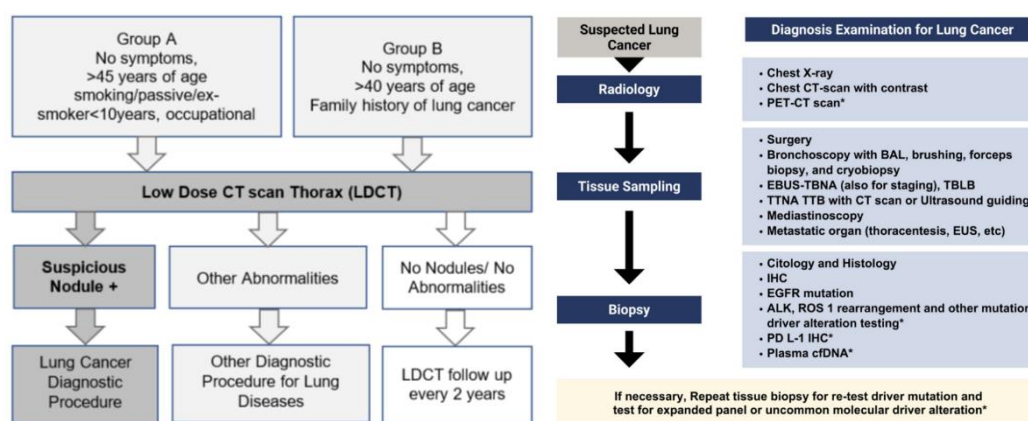 Group A
No symptoms,
>45 years of age
smoking/passive/ex-
smoker<10years, occupational
Group B
No symptoms,
>40 years of age
Family history of lung cancer
Low Dose CT scan Thorax (LDCT)
Suspicious
Nodule +
Other Abnormalities
No Nodules/ No
Abnormalities
Lung Cancer
Diagnostic
Procedure
Other Diagnostic
Procedure for Lung
Diseases
LDCT follow up
every 2 years
Suspected Lung
Cancer
Diagnosis Examination for Lung Cancer
Radiology
• Chest X-ray
• Chest CT-scan with contrast
• PET-CT scan*
Tissue Sampling
• Surgery
• Bronchoscopy with BAL, brushing, forceps
biopsy, and cryobiopsy
• EBUS-TBNA (also for staging), TBLB
• TTNA TTB with CT scan or Ultrasound guiding
• Mediastinoscopy
• Metastatic organ (thoracentesis, EUS, etc)
Biopsy
• Citology and Histology
• IHC
• EGFR mutation
• ALK, ROS 1 rearrangement and other mutation
driver alteration testing*
• PD L-1 IHC*
• Plasma cfDNA*
If necessary, Repeat tissue biopsy for re-test driver mutation and
test for expanded panel or uncommon molecular driver alteration*